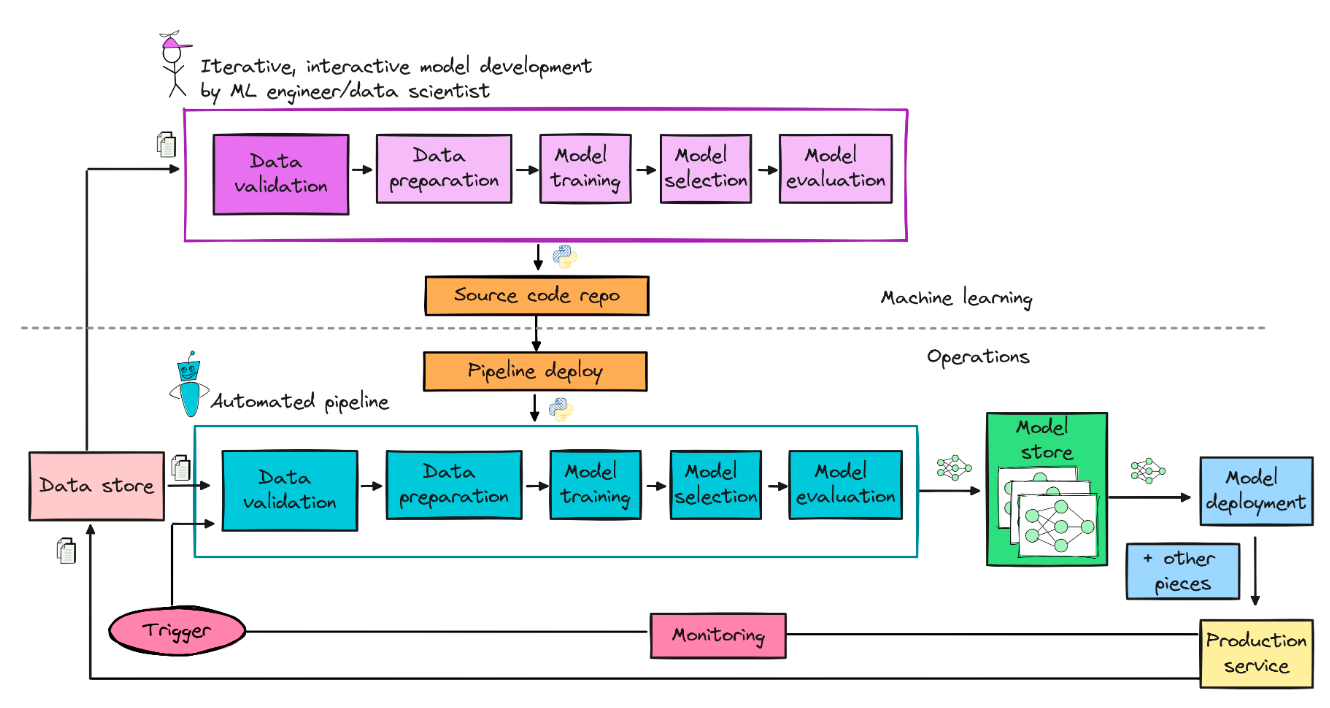 Iterative, interactive model development
by ML engineer/data scientist
Data
validation
Data
preparation
Model
training
Model
selection
Model
evaluation
Source code repo
Machine learning
Operations
Pipeline deploy
Automated pipeline
Data store
Data
validation
Data
preparation
Model
training
Model
selection
Model
evaluation
Model
store
Model
deployment
+ other
pieces
Trigger
Monitoring
Production
service